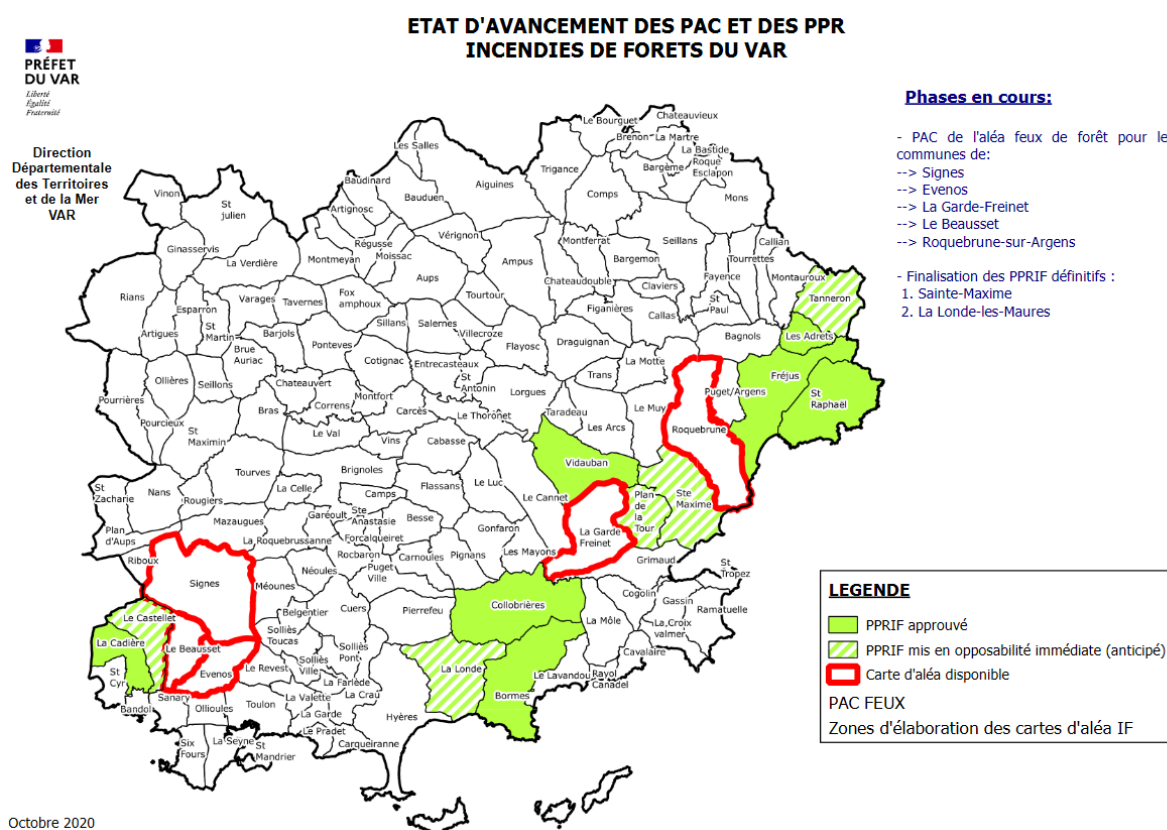 ETAT D'AVANCEMENT DES PAC ET DES PPR
INCENDIES DE FORETS DU VAR
PRÉFET
DU VAR
Liberté
Égalité
Fraternité
Direction
Départementale
des Territoires
et de la Mer
VAR
Phases en cours:
- PAC de l'aléa feux de forêt pour le
communes de:
--> Signes
--> Evenos
--> La Garde-Freinet
--> Le Beausset
--> Roquebrune-sur-Argens
- Finalisation des PPRIF définitifs :
1. Sainte-Maxime
2. La Londe-les-Maures
Chateauvieux
Le Bourguet
Brenon
La Martre
La Bastide
Roque
Esclapon
Bargème
Les Salles
Trigance
Comps
Mons
Vinon
St
julien
Baudinard
Bauduen
Aiguines
Artignosc
Vérignon
Régusse
Moissac
Montmeyan
Ginasservis
La Verdière
Ampus
Montferrat
Bargemon
Seillans
Callian
Tourrettes
Montauroux
Tanneron
Chateaudouble
Claviers
Fayence
Aups
Tourtour
Rians
Esparron
Varages
Tavernes
Fox
amphoux
Figanières
Callas
St
Paul
Artigues
St
Martin
Barjols
Sillans
Salernes
Villecroze
Flayosc
Draguignan
Bagnols
Les Adrets
Brue
Auriac
Ponteves
Cotignac
Entrecasteaux
St
Antonin
La Motte
Trans
Fréjus
St
Raphaël
Puget/Argens
Ollières
Seillons
Chateauvert
Montfort
Correns
Carcès
Lorgues
Le Thoronet
Taradeau
Les Arcs
Le Muy
Roquebrune
Pourrières
Pourcieux
St
Maximin
Bras
Le Val
Vins
Cabasse
Vidauban
Tourves
Brignoles
La Celle
Flassans
Le Luc
Le Cannet
Plan
de
la
Tour
Ste
Maxime
St
Zacharie
Nans
Rougiers
Camps
Ste
Anastasie
Besse
Garéoult
Forcalqueiret
Gonfaron
La Garde
Freinet
Plan
d'Aups
Mazaugues
La Roquebrussanne
Rocbaron
Carnoules
Pignans
Les Mayons
Grimaud
Riboux
Signes
Méounes
Néoules
Puget
Ville
St
Tropez
Cogolin
Gassin
Ramatuelle
Collobrières
Belgentier
Cuers
Pierrefeu
La Môle
La Croix
valmer
Le Castellet
La Cadière
Le Beausset
Solliès
Toucas
Solliès
Pont
Cavalaire
Evenos
Le Revest
Solliès
Ville
La Farlède
La Londe
Le Lavandou
Rayol
Canadel
St
Cyr
Bandol
Sanary
Ollioules
Toulon
La Valette
La Crau
Bormes
La Garde
Hyères
Le Pradet
Carqueiranne
Six
Fours
La Seyne
St
Mandrier
LEGENDE
PPRIF approuvé
PPRIF mis en opposabilité immédiate (anticipé)
Carte d'aléa disponible
PAC FEUX
Zones d'élaboration des cartes d'aléa IF
Octobre 2020